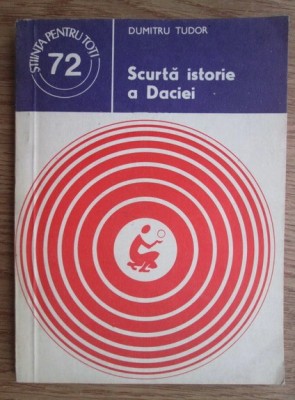 DUMITRU TUDOR
ȘTIINȚA PENTRU TOȚI
72
Scurtă istorie
a Daciei